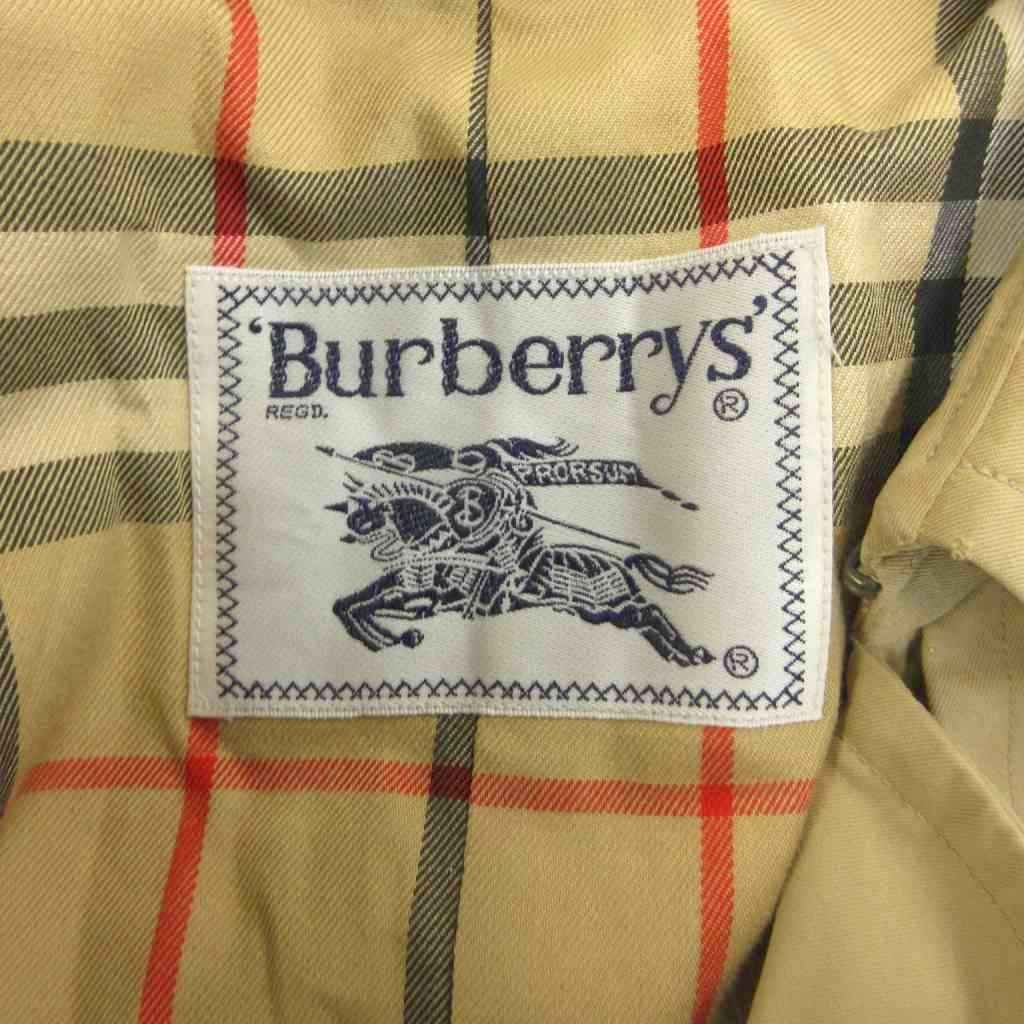 ‘Burberrys’
REGD. ®
PRORSUM
B
®